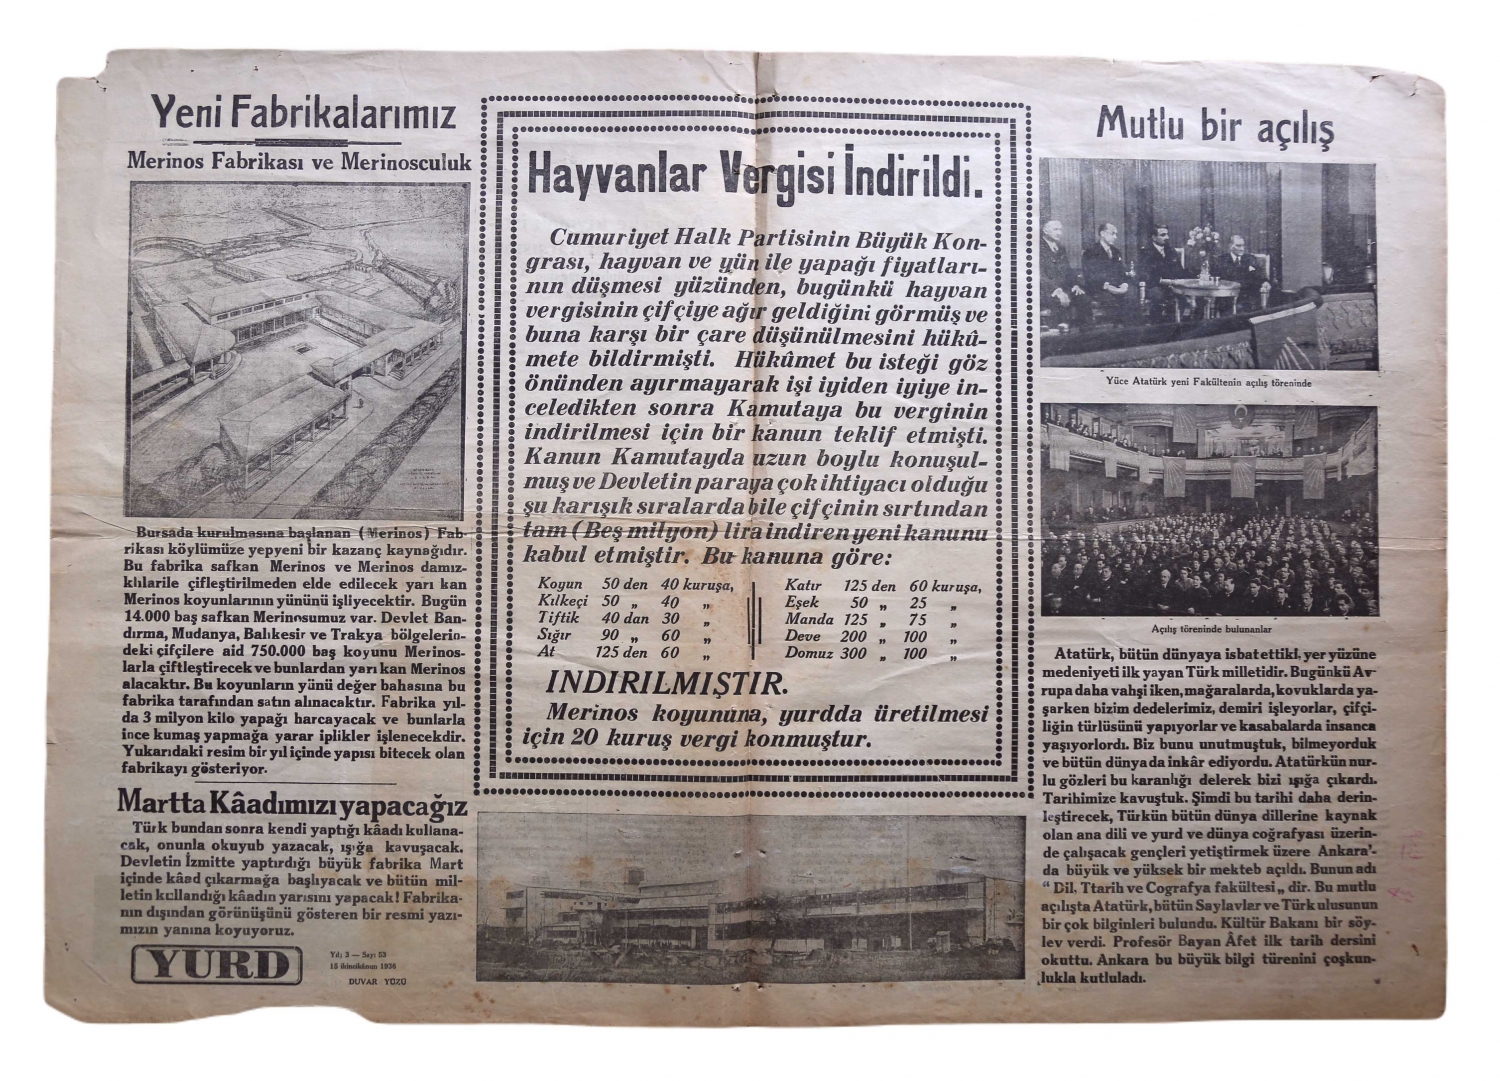 Yeni Fabrikalarımız
Merinos Fabrikası ve Merinosculuk
Bursada kurulmasına başlanan (Merinos) Fab-
rikası köylümüze yepyeni bir kazanç kaynağıdır.
Bu fabrika safkan Merinos ve Merinos damız-
klılarile çifleştirilmeden elde edilecek yarı kan
Merinos koyunlarının yününü işliyecektir. Bugün
14.000 baş safkan Merinosumuz var. Devlet Ban-
dırma, Mudanya, Balıkesir ve Trakya bölgelerin-
deki çifçilere aid 750.000 baş koyunu Merinos-
larla çiftleştirecek ve bunlardan yarı kan Merinos
alacaktır. Bu koyunların yünü değer bahasına bu
fabrika tarafından satın alınacaktır. Fabrika yıl-
da 3 milyon kilo yapağı harcayacak ve bunlarla
ince kumaş yapmağa yarar iplikler işlenecekdir.
Yukarıdaki resim bir yıl içinde yapısı bitecek olan
fabrikayı gösteriyor.
Martta Kâadımızı yapacağız
Türk bundan sonra kendi yaptığı kâadı kullana-
cak, onunla okuyub yazacak, ışığa kavuşacak.
Devletin İzmitte yaptırdığı büyük fabrika Mart
içinde kâad çıkarmağa başlıyacak ve bütün mil-
letin kcllandığı kâadın yarısını yapacak! Fabrika-
nın dışından görünüşünü gösteren bir resmi yazı-
mızın yanına koyuyoruz.
YURD
Yıl: 3 — Sayı: 53
15 ikincikânun 1936
DUVAR YÜZÜ
Hayvanlar Vergisi İndirildi.
Cumuriyet Halk Partisinin Büyük Kon-
grası, hayvan ve yün ile yapağı fiyatları-
nın düşmesi yüzünden, bugünkü hayvan
vergisinin çifçiye ağır geldiğini görmüş ve
buna karşı bir çare düşünülmesini hükû-
mete bildirmişti. Hükûmet bu isteği göz
önünden ayırmayarak işi iyiden iyiye in-
celedikten sonra Kamutaya bu verginin
indirilmesi için bir kanun teklif etmişti.
Kanun Kamutayda uzun boylu konuşul-
muş ve Devletin paraya çok ihtiyacı olduğu
şu karışık sıralarda bile çifçinin sırtından
tam (Beş milyon) lira indiren yeni kanunu
kabul etmiştir. Bu kanuna göre:
Koyun 50 den 40 kuruşa,
Kılkeçi 50 „ 40 „
Tiftik 40 dan 30 „
Sığır 90 „ 60 „
At 125 den 60 „
Katır 125 den 60 kuruşa,
Eşek 50 „ 25 „
Manda 125 „ 75 „
Deve 200 „ 100 „
Domuz 300 „ 100 „
INDIRILMIŞTIR.
Merinos koyununa, yurdda üretilmesi
için 20 kuruş vergi konmuştur.
Mutlu bir açılış
Yüce Atatürk yeni Fakültenin açılış töreninde
Açılış töreninde bulunanlar
Atatürk, bütün dünyaya isbat ettiki, yer yüzüne
medeniyeti ilk yayan Türk milletidir. Bugünkü Av-
rupa daha vahşi iken, mağaralarda, kovuklarda ya-
şarken bizim dedelerimiz, demiri işleyorlar, çifçi-
liğin türlüsünü yapıyorlar ve kasabalarda insanca
yaşıyorlordı. Biz bunu unutmuştuk, bilmeyorduk
ve bütün dünya da inkâr ediyordu. Atatürkün nur-
lu gözleri bu karanlığı delerek bizi ışığa çıkardı.
Tarihimize kavuştuk. Şimdi bu tarihi daha derin-
leştirecek, Türkün bütün dünya dillerine kaynak
olan ana dili ve yurd ve dünya coğrafyası üzerin-
de çalışacak gençleri yetiştirmek üzere Ankara'-
da büyük ve yüksek bir mekteb açıldı. Bunun adı
“ Dil, Ttarih ve Cografya fakültesi „ dir. Bu mutlu
açılışta Atatürk, bütün Saylavlar ve Türk ulusunun
bir çok bilginleri bulundu. Kültür Bakanı bir söy-
lev verdi. Profesör Bayan Âfet ilk tarih dersini
okuttu. Ankara bu büyük bilgi törenini çoşkun-
lukla kutluladı.